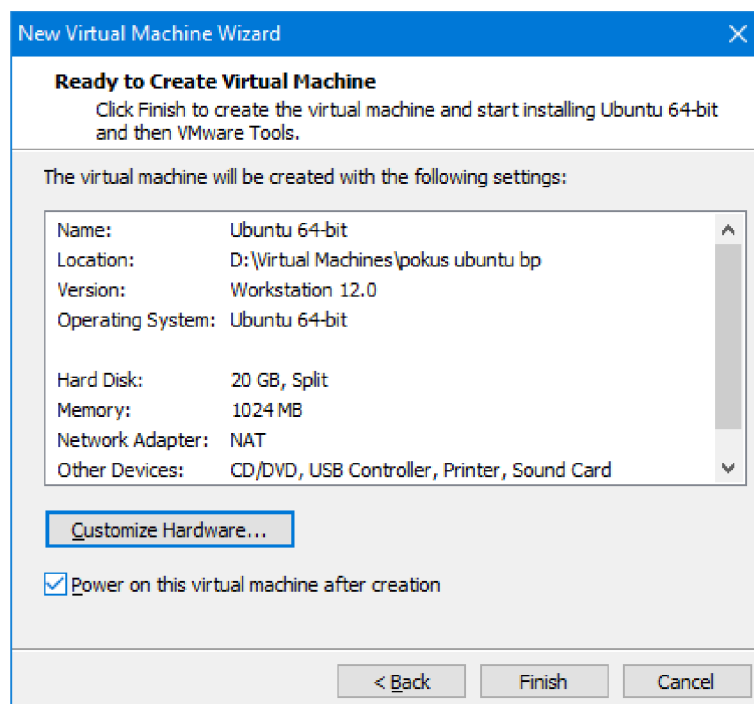 New Virtual Machine Wizard
Ready to Create Virtual Machine
Click Finish to create the virtual machine and start installing Ubuntu 64-bit
and then VMware Tools.
The virtual machine will be created with the following settings:
Name: Ubuntu 64-bit
Location: D:\Virtual Machines\pokus ubuntu bp
Version: Workstation 12.0
Operating System: Ubuntu 64-bit
Hard Disk: 20 GB, Split
Memory: 1024 MB
Network Adapter: NAT
Other Devices: CD/DVD, USB Controller, Printer, Sound Card
Customize Hardware...
Power on this virtual machine after creation
< Back Finish Cancel